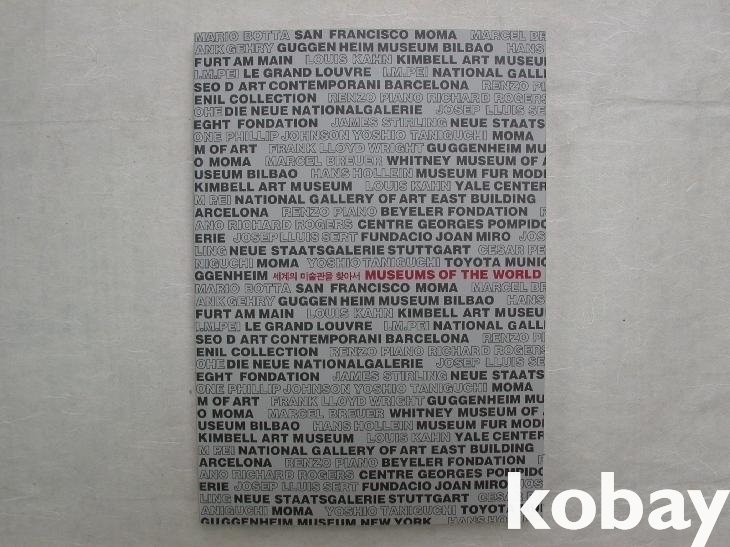 MARIO BOTTA SAN FRANCISCO MOMA MARCEL BRE
ANK GEHRY GUGGEN HEIM MUSEUM BILBAO HANS
FURT AM MAIN LOUIS KAHN KIMBELL ART MUSEU
I.M.PEI LE GRAND LOUVRE I.M.PEI NATIONAL GALL
SEO D ART CONTEMPORANI BARCELONA RENZO PI
ENIL COLLECTION RENZO PIANO RICHARD ROGERS
OHE DIE NEUE NATIONALGALERIE JOSEP LLUIS SE
EGHT FONDATION JAMES STIRLING NEUE STAATS
ONE PHILLIP JOHNSON YOSHIO TANIGUCHI MOMA
M OF ART FRANK LLOYD WRIGHT GUGGENHEIM MU
O MOMA MARCEL BREUER WHITNEY MUSEUM OF A
USEUM BILBAO HANS HOLLEIN MUSEUM FUR MOD
KIMBELL ART MUSEUM LOUIS KAHN YALE CENTER
M PEI NATIONAL GALLERY OF ART EAST BUILDING
ARCELONA RENZO PIANO BEYELER FONDATION F
ANO RICHARD ROGERS CENTRE GEORGES POMPIDO
ERIE JOSEP LLUIS SERT FUNDACIO JOAN MIRO JOS
LING NEUE STAATSGALERIE STUTTGART CESAR PE
NIGUCHI MOMA YOSHIO TANIGUCHI TOYOTA MUNIC
GGENHEIM 세계의 미술관을 찾아서 MUSEUMS OF THE WORLD
MARIO BOTTA SAN FRANCISCO MOMA MARCEL BR
ANK GEHRY GUGGEN HEIM MUSEUM BILBAO HANS
FURT AM MAIN LOUIS KAHN KIMBELL ART MUSEU
I.M.PEI LE GRAND LOUVRE I.M.PEI NATIONAL GALL
SEO D ART CONTEMPORANI BARCELONA RENZO PI
ENIL COLLECTION RENZO PIANO RICHARD ROGERS
OHE DIE NEUE NATIONALGALERIE JOSEP LLUIS SE
EGHT FONDATION JAMES STIRLING NEUE STAATS
ONE PHILLIP JOHNSON YOSHIO TANIGUCHI MOMA
M OF ART FRANK LLOYD WRIGHT GUGGENHEIM MU
O MOMA MARCEL BREUER WHITNEY MUSEUM OF
USEUM BILBAO HANS HOLLEIN MUSEUM FUR MOD
KIMBELL ART MUSEUM LOUIS KAHN YALE CENTER
M PEI NATIONAL GALLERY OF ART EAST BUILDING
ARCELONA RENZO PIANO BEYELER FONDATION
ANO RICHARD ROGERS CENTRE GEORGES POMPIDO
ERIE JOSEP LLUIS SERT FUNDACIO JOAN MIRO JOS
LING NEUE STAATSGALERIE STUTTGART CESAR
ANIGUCHI MOMA YOSHIO TANIGUCHI TOYOTA
GUGGENHEIM MUSEUM NEW YORK HANS
kobay